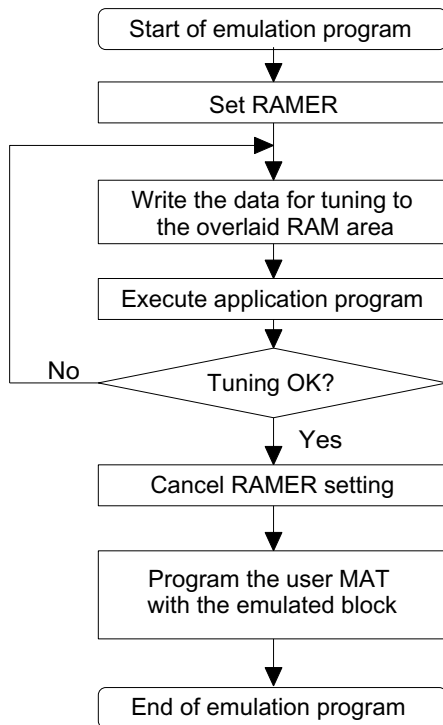 Start of emulation program
Set RAMER
Write the data for tuning to
the overlaid RAM area
Execute application program
No
Tuning OK?
Yes
Cancel RAMER setting
Program the user MAT
with the emulated block
End of emulation program